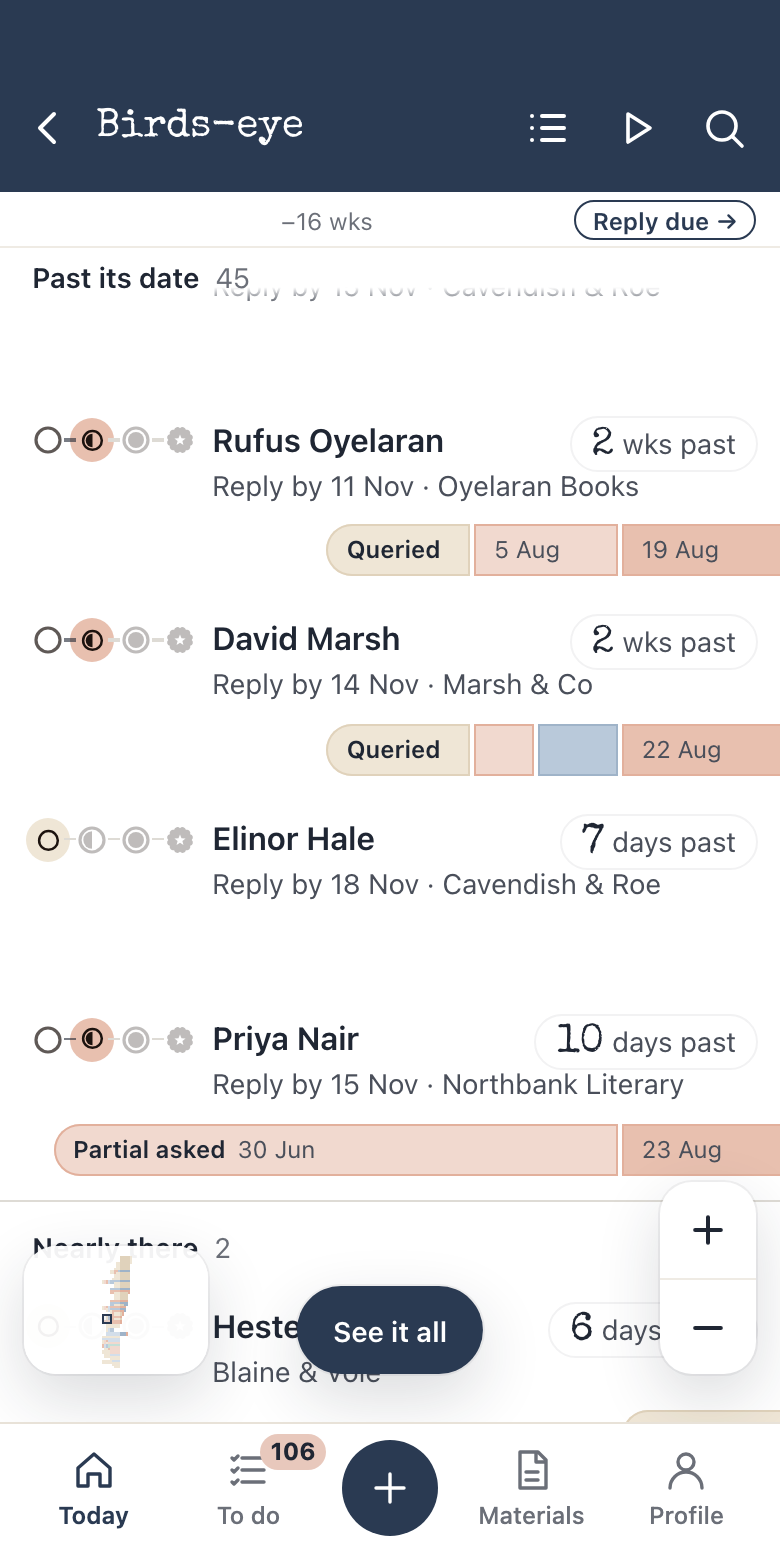 Birds-eye
–16 wks
Reply due →
Past its date 45
Rufus Oyelaran
2 wks past
Reply by 11 Nov · Oyelaran Books
Queried
5 Aug
19 Aug
David Marsh
2 wks past
Reply by 14 Nov · Marsh & Co
Queried
22 Aug
Elinor Hale
7 days past
Reply by 18 Nov · Cavendish & Roe
Priya Nair
10 days past
Reply by 15 Nov · Northbank Literary
Partial asked 30 Jun
23 Aug
Nearly there 2
6 days
See it all
Blaine &
106
Today
To do
Materials
Profile